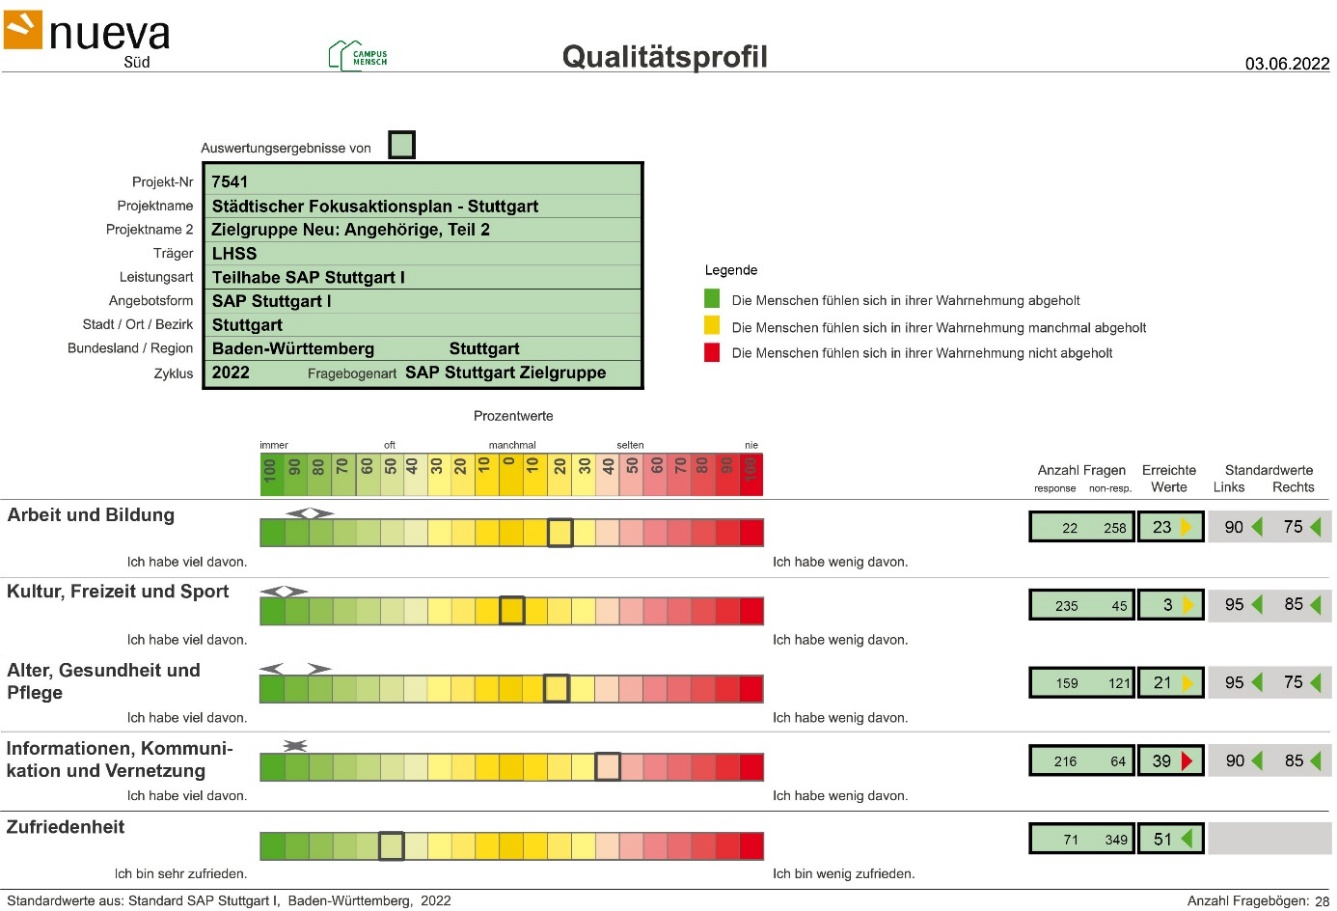 nueva
Süd
CAMPUS
MENSCH
Qualitätsprofil
03.06.2022
Auswertungsergebnisse von
Projekt-Nr 7541
Projektname Städtischer Fokusaktionsplan - Stuttgart
Projektname 2 Zielgruppe Neu: Angehörige, Teil 2
Träger LHSS
Leistungsart Teilhabe SAP Stuttgart I
Angebotsform SAP Stuttgart I
Stadt / Ort / Bezirk Stuttgart
Bundesland / Region Baden-Württemberg Stuttgart
Zyklus 2022 Fragebogenart SAP Stuttgart Zielgruppe
Legende
Die Menschen fühlen sich in ihrer Wahrnehmung abgeholt
Die Menschen fühlen sich in ihrer Wahrnehmung manchmal abgeholt
Die Menschen fühlen sich in ihrer Wahrnehmung nicht abgeholt
Prozentwerte
immer oft manchmal selten nie
100 90 80 70 60 50 40 30 20 10 0 10 20 30 40 50 60 70 80 90 100
Anzahl Fragen Erreichte Standardwerte
response non-resp. Werte Links Rechts
Arbeit und Bildung
22 258 23 90 75
Ich habe viel davon. Ich habe wenig davon.
Kultur, Freizeit und Sport
235 45 3 95 85
Ich habe viel davon. Ich habe wenig davon.
Alter, Gesundheit und
Pflege
159 121 21 95 75
Ich habe viel davon. Ich habe wenig davon.
Informationen, Kommuni-
kation und Vernetzung
216 64 39 90 85
Ich habe viel davon. Ich habe wenig davon.
Zufriedenheit
71 349 51
Ich bin sehr zufrieden. Ich bin wenig zufrieden.
Standardwerte aus: Standard SAP Stuttgart I, Baden-Württemberg, 2022
Anzahl Fragebögen: 28